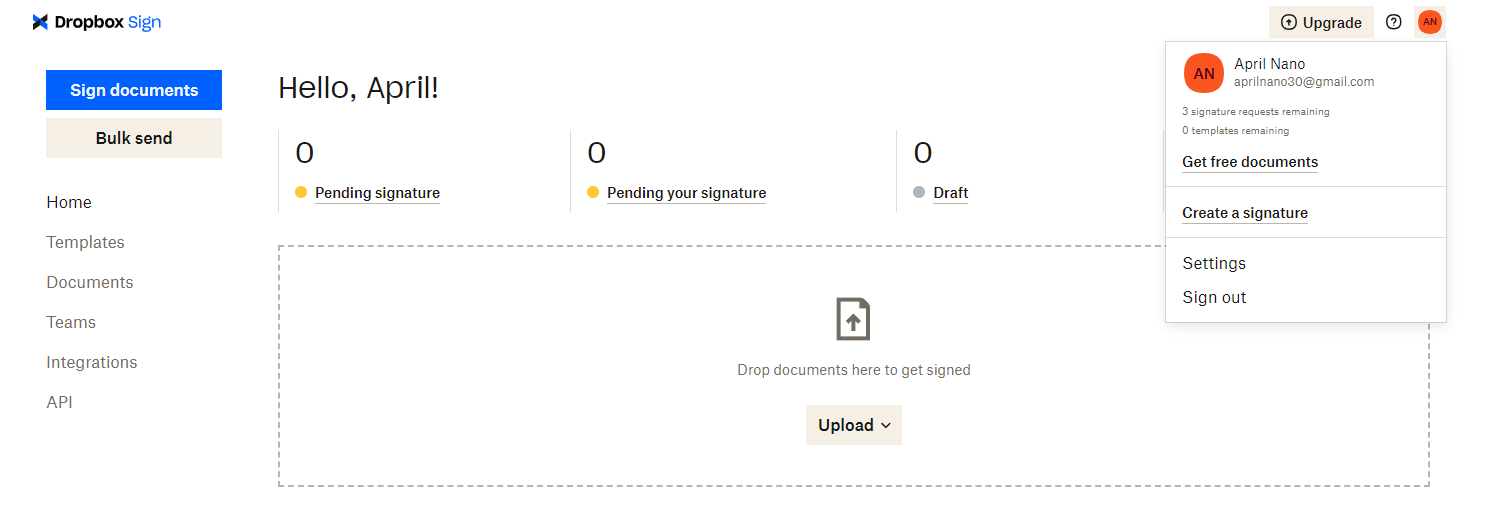 Dropbox Sign
Upgrade
AN
Sign documents
Bulk send
Home
Templates
Documents
Teams
Integrations
API
Hello, April!
0
Pending signature
0
Pending your signature
0
Draft
Drop documents here to get signed
Upload
AN
April Nano
aprilnano30@gmail.com
3 signature requests remaining
0 templates remaining
Get free documents
Create a signature
Settings
Sign out